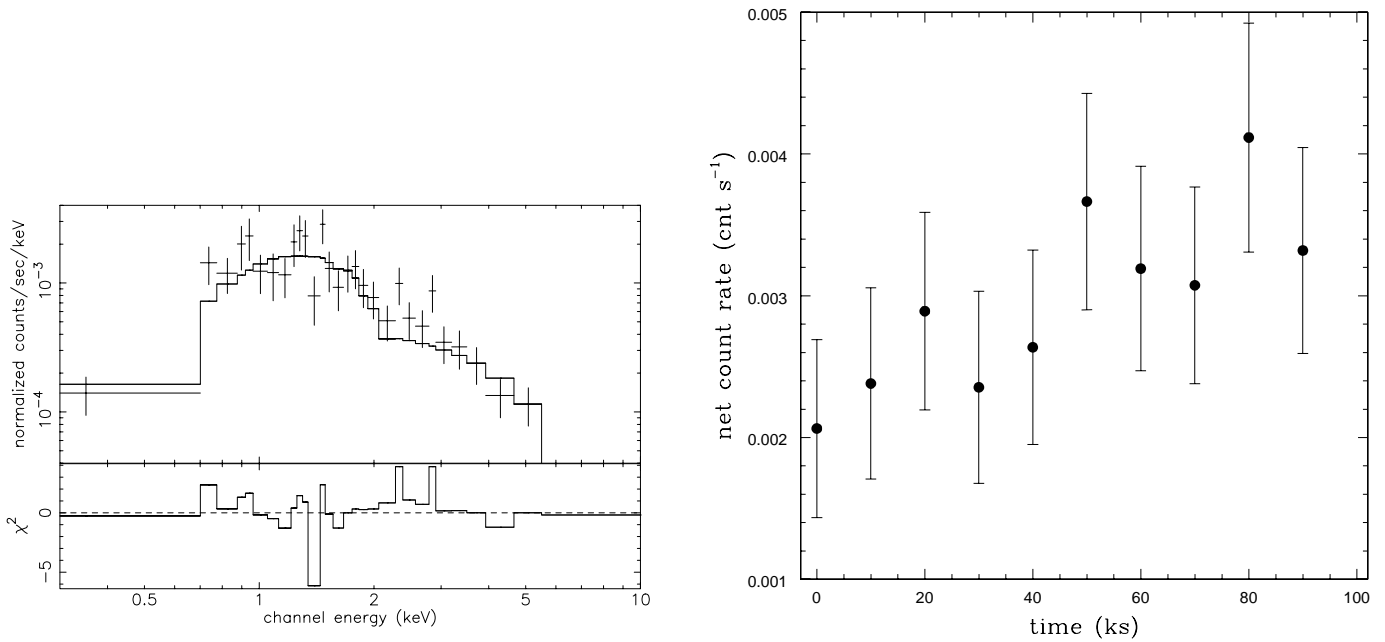 normalized counts/sec/keV
10⁻³
10⁻⁴
χ²
0
−5
0.5 1 2 5 10
channel energy (keV)
net count rate (cnt s⁻¹)
0.005
0.004
0.003
0.002
0.001
0 20 40 60 80 100
time (ks)